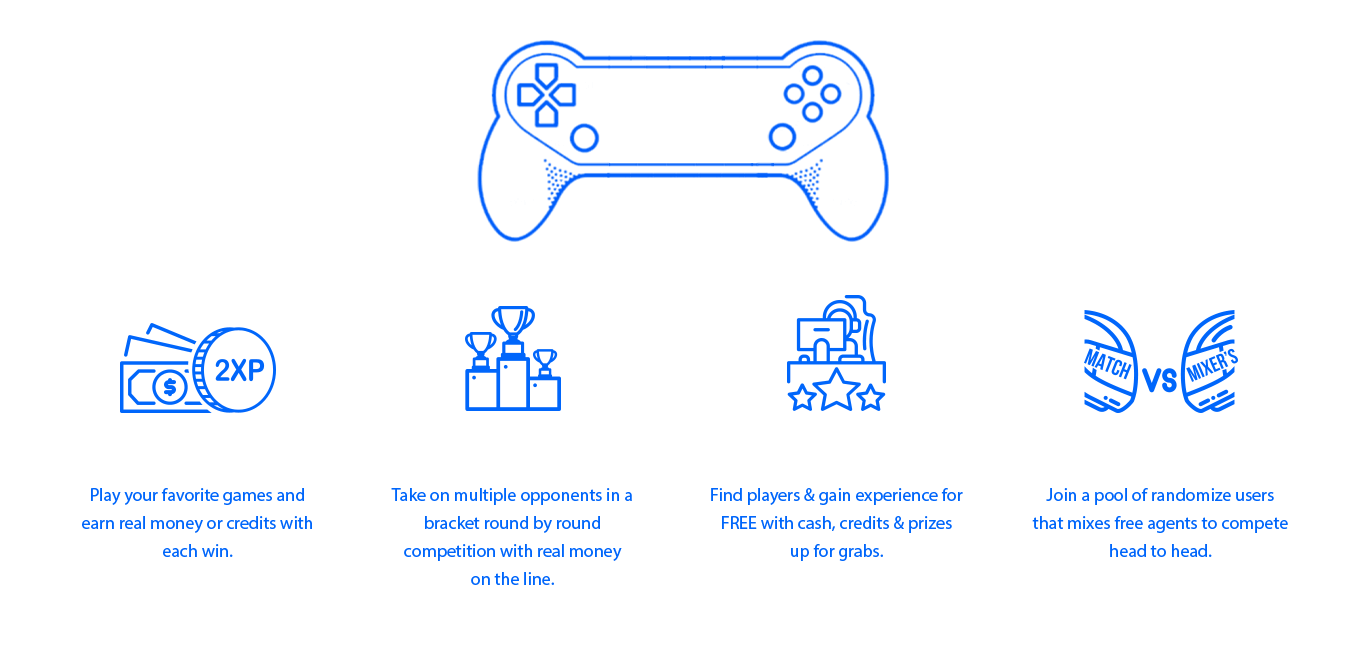 $
2XP
MATCH
VS
MIXER'S
Play your favorite games and
earn real money or credits with
each win.
Take on multiple opponents in a
bracket round by round
competition with real money
on the line.
Find players & gain experience for
FREE with cash, credits & prizes
up for grabs.
Join a pool of randomize users
that mixes free agents to compete
head to head.